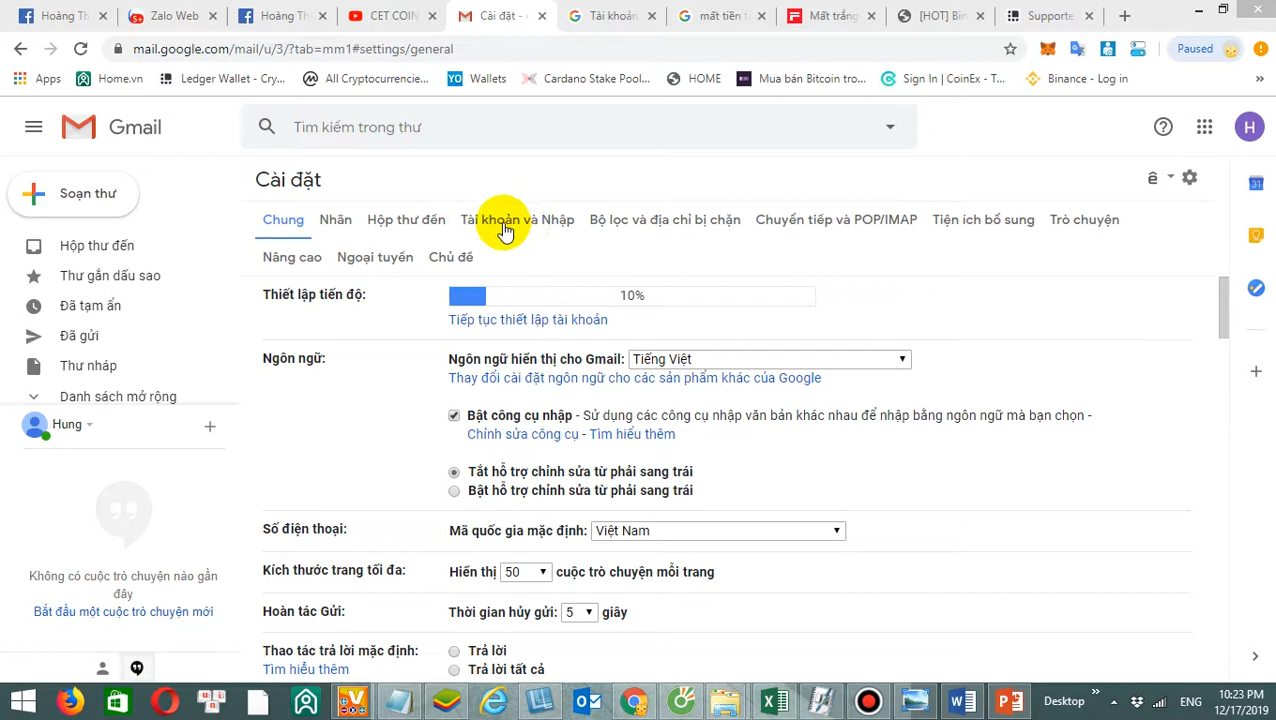 Hoàng Th
Zalo Web
Hoàng Th
CET COIN
Cài đặt -
Tài khoản
mất tiền t
Mất trắng
[HOT] Bin
Supporte
mail.google.com/mail/u/3/?tab=mm1#settings/general
Paused
Apps
Home.vn
Ledger Wallet - Cry...
All Cryptocurrencie...
YO Wallets
Cardano Stake Pool...
HOME
Mua bán Bitcoin tro...
Sign In | CoinEx - T...
Binance - Log in
»
Gmail
Tìm kiếm trong thư
H
Soạn thư
Hộp thư đến
Thư gắn dấu sao
Đã tạm ẩn
Đã gửi
Thư nháp
Danh sách mở rộng
Hung
Không có cuộc trò chuyện nào gần
đây
Bắt đầu một cuộc trò chuyện mới
Cài đặt
ê
Chung
Nhãn
Hộp thư đến
Tài khoản và Nhập
Bộ lọc và địa chỉ bị chặn
Chuyển tiếp và POP/IMAP
Tiện ích bổ sung
Trò chuyện
Nâng cao
Ngoại tuyến
Chủ đề
Thiết lập tiến độ:
10%
Tiếp tục thiết lập tài khoản
Ngôn ngữ:
Ngôn ngữ hiển thị cho Gmail: Tiếng Việt
Thay đổi cài đặt ngôn ngữ cho các sản phẩm khác của Google
Bật công cụ nhập - Sử dụng các công cụ nhập văn bản khác nhau để nhập bằng ngôn ngữ mà bạn chọn -
Chỉnh sửa công cụ - Tìm hiểu thêm
Tắt hỗ trợ chỉnh sửa từ phải sang trái
Bật hỗ trợ chỉnh sửa từ phải sang trái
Số điện thoại:
Mã quốc gia mặc định: Việt Nam
Kích thước trang tối đa:
Hiển thị 50 cuộc trò chuyện mỗi trang
Hoàn tác Gửi:
Thời gian hủy gửi: 5 giây
Thao tác trả lời mặc định:
Tìm hiểu thêm
Trả lời
Trả lời tất cả
Desktop
»
ENG
10:23 PM
12/17/2019